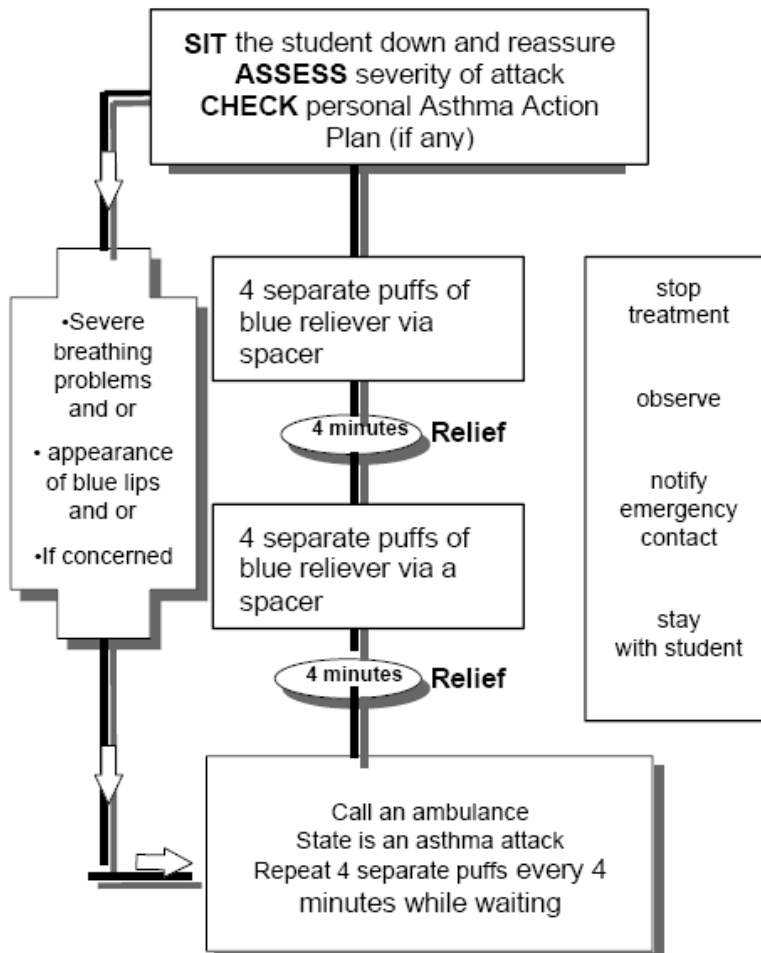 SIT the student down and reassure
ASSESS severity of attack
CHECK personal Asthma Action
Plan (if any)
•Severe
breathing
problems
and or
• appearance
of blue lips
and or
•If concerned
4 separate puffs of
blue reliever via
spacer
4 minutes Relief
4 separate puffs of
blue reliever via a
spacer
4 minutes Relief
stop
treatment
observe
notify
emergency
contact
stay
with student
Call an ambulance
State is an asthma attack
Repeat 4 separate puffs every 4
minutes while waiting